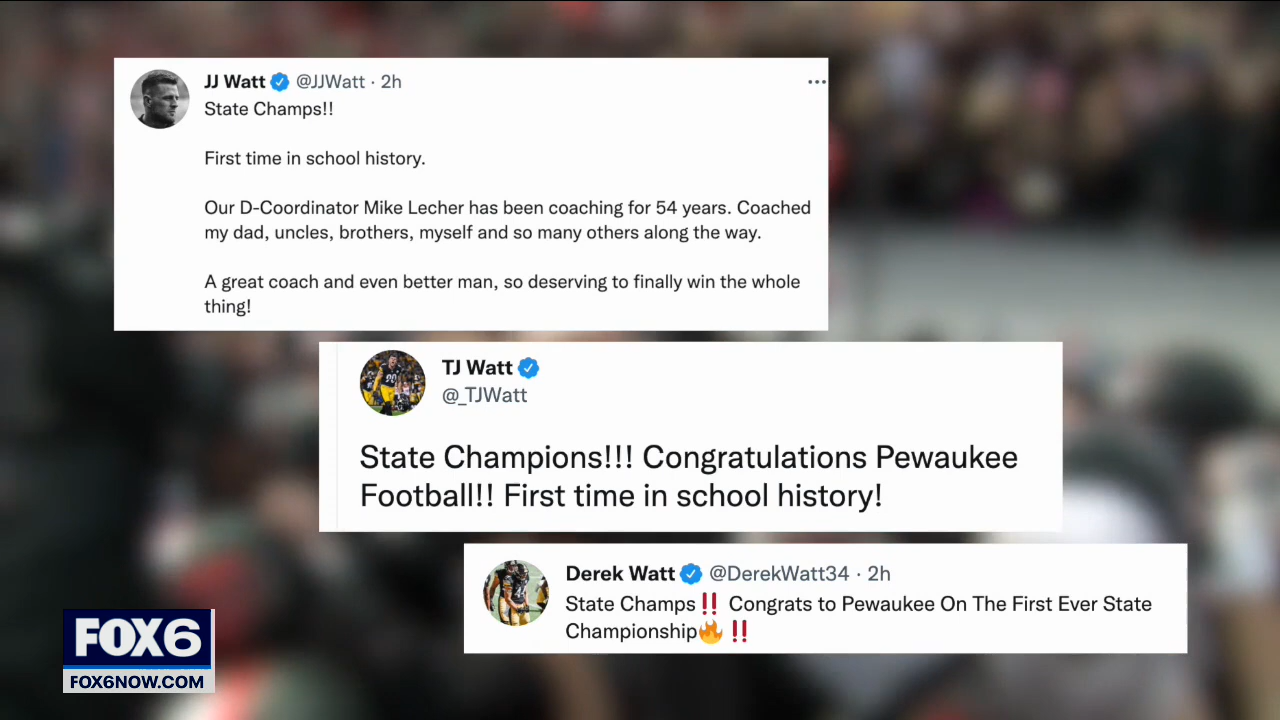 JJ Watt @JJWatt · 2h
State Champs!!
First time in school history.
Our D-Coordinator Mike Lecher has been coaching for 54 years. Coached
my dad, uncles, brothers, myself and so many others along the way.
A great coach and even better man, so deserving to finally win the whole
thing!
TJ Watt
@_TJWatt
State Champions!!! Congratulations Pewaukee
Football!! First time in school history!
Derek Watt @DerekWatt34 · 2h
State Champs‼️ Congrats to Pewaukee On The First Ever State
Championship🔥‼️
FOX6
FOX6NOW.COM